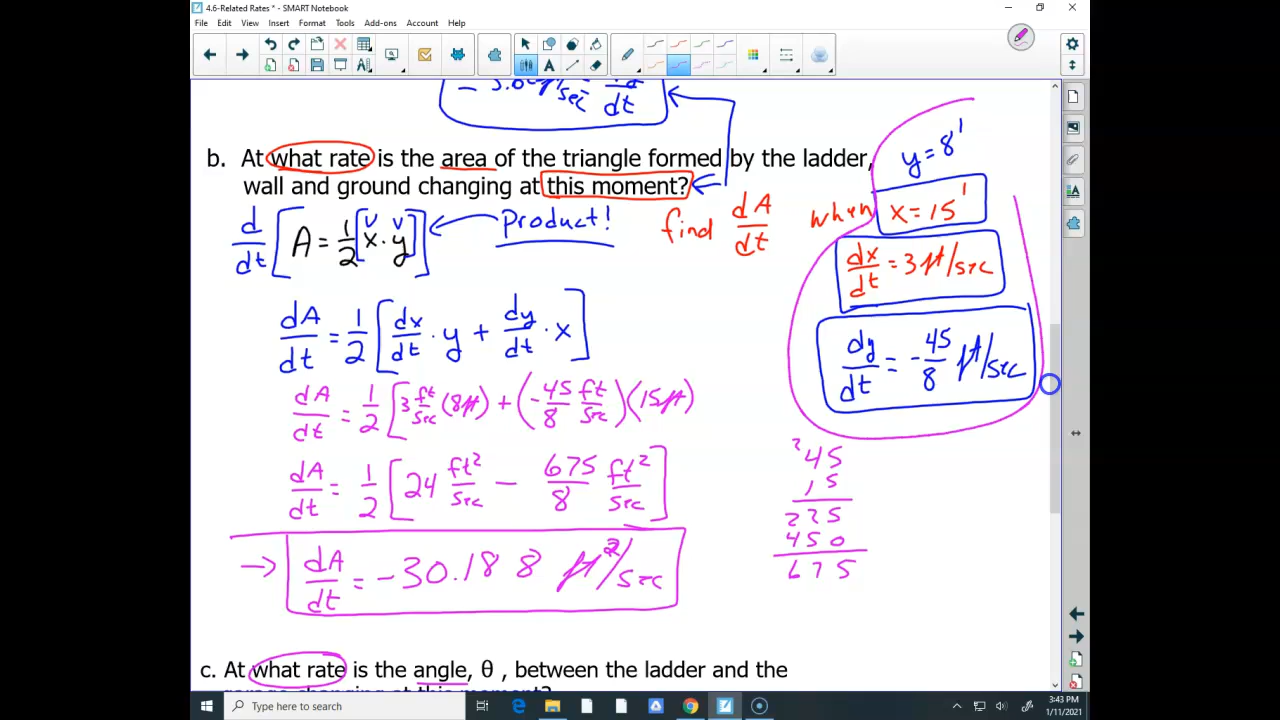 4.6-Related Rates * - SMART Notebook
File Edit View Insert Format Tools Add-ons Account Help
sec dt
b. At what rate is the area of the triangle formed by the ladder,
wall and ground changing at this moment?
y = 8'
when x = 15'
d/dt [A = 1/2 x · y] Product! find dA/dt
dx/dt = 3 ft/sec
dA/dt = 1/2 [dx/dt · y + dy/dt · x]
dy/dt = -45/8 ft/sec
dA/dt = 1/2 [3 ft/sec (8ft) + (-45/8 ft/sec)(15ft)
dA/dt = 1/2 [24 ft²/sec - 675/8 ft²/sec]
→ dA/dt = -30.188 ft²/sec
2
45
15
225
450
675
c. At what rate is the angle, θ , between the ladder and the
Type here to search
3:43 PM
1/11/2021